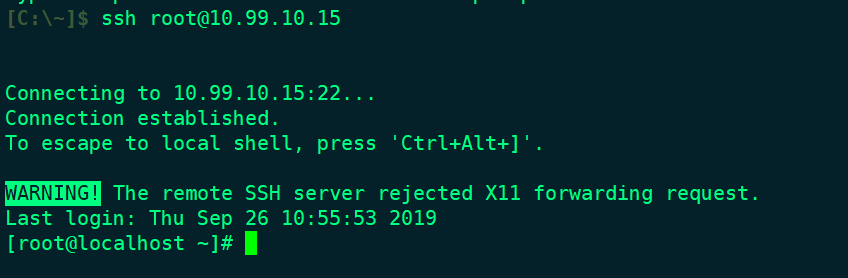 [C:\~]$ ssh root@10.99.10.15
Connecting to 10.99.10.15:22...
Connection established.
To escape to local shell, press 'Ctrl+Alt+]'.
WARNING! The remote SSH server rejected X11 forwarding request.
Last login: Thu Sep 26 10:55:53 2019
[root@localhost ~]#